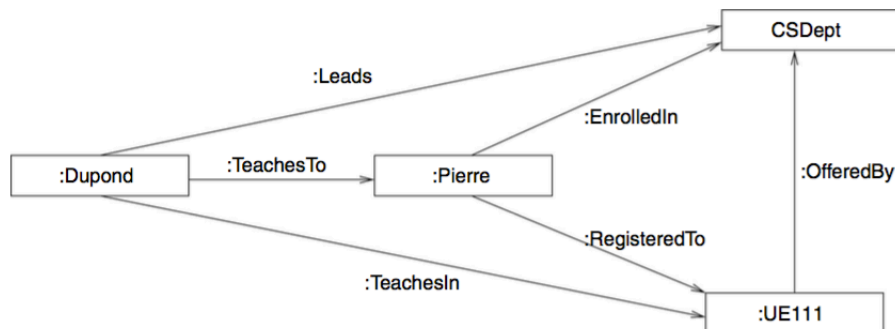 CSDept
:Leads
:EnrolledIn
:TeachesTo
:Dupond
:Pierre
:OfferedBy
:RegisteredTo
:TeachesIn
:UE111